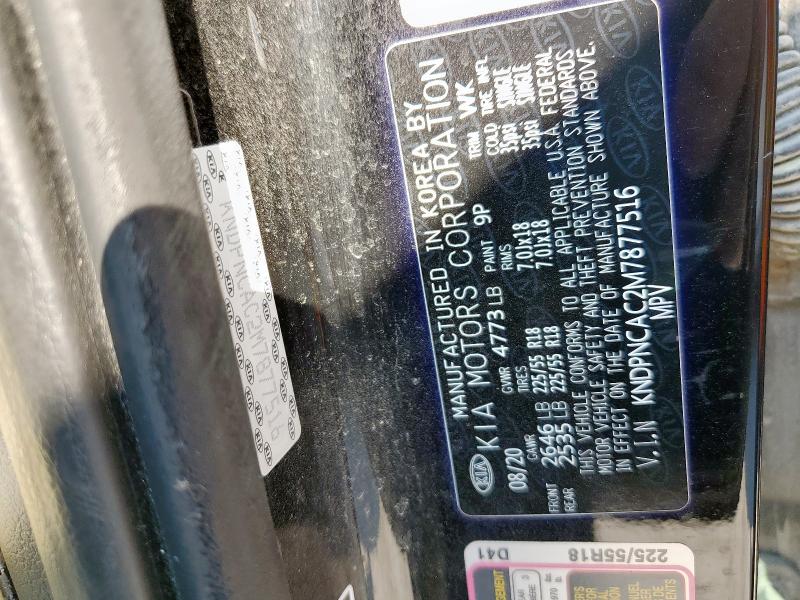 MANUFACTURED IN KOREA BY
KIA KIA MOTORS CORPORATION
08/20 GVWR 4773 LB PAINT 9P TRIM WK
GAWR TIRES RIMS COLD TIRE INFL
FRONT 2646 LB 225/55 R18 7.0Jx18 35psi SINGLE
REAR 2535 LB 225/55 R18 7.0Jx18 35psi SINGLE
THIS VEHICLE CONFORMS TO ALL APPLICABLE U.S.A. FEDERAL
MOTOR VEHICLE SAFETY AND THEFT PREVENTION STANDARDS
IN EFFECT ON THE DATE OF MANUFACTURE SHOWN ABOVE.
V.I.N KNDPNCAC2M7877516
MPV
KNDPNCAC2M7877516
D41
225/55R18